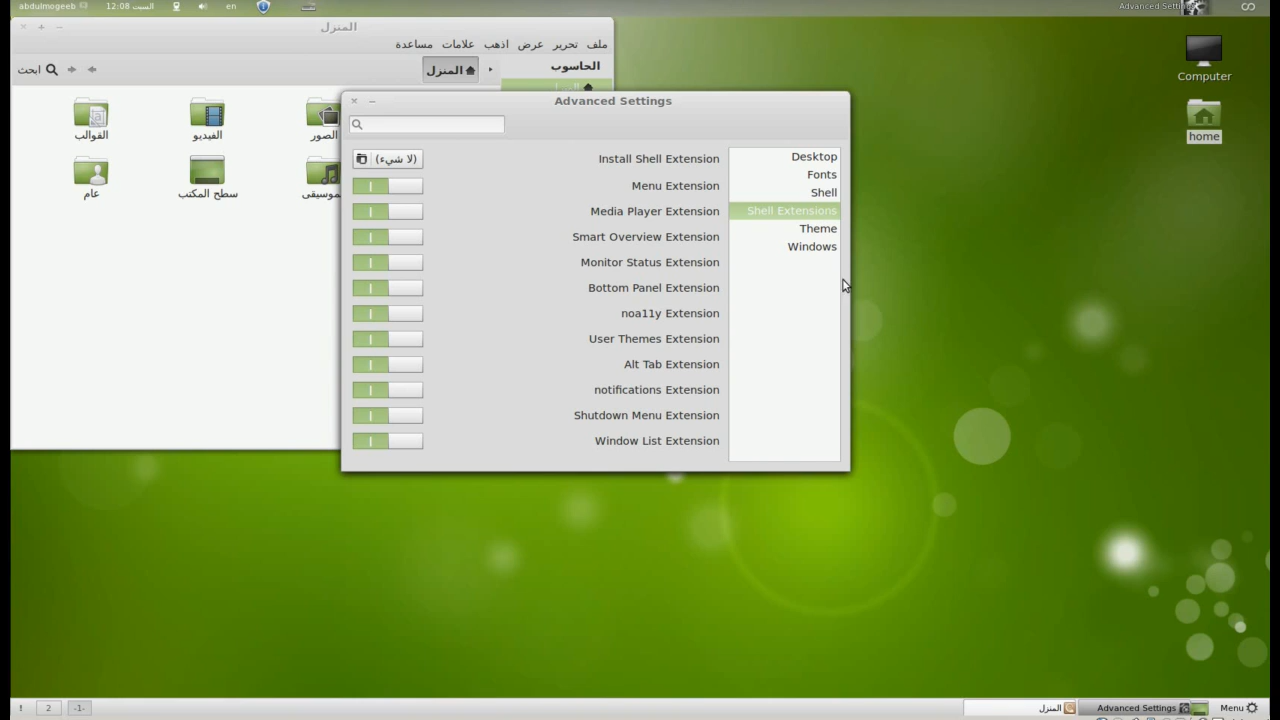 abdulmogeeb
السبت 12:08
en
Advanced Setting
المنزل
ملف تحرير عرض اذهب علامات مساعدة
الحاسوب
المنزل
ابحث
القوالب
الفيديو
الصور
عام
سطح المكتب
Computer
home
Advanced Settings
Install Shell Extension
(لا شيء)
Menu Extension
Media Player Extension
Smart Overview Extension
Monitor Status Extension
Bottom Panel Extension
noa11y Extension
User Themes Extension
Alt Tab Extension
notifications Extension
Shutdown Menu Extension
Window List Extension
Desktop
Fonts
Shell
Shell Extensions
Theme
Windows
!
2
-1-
المنزل
Advanced Settings
Menu